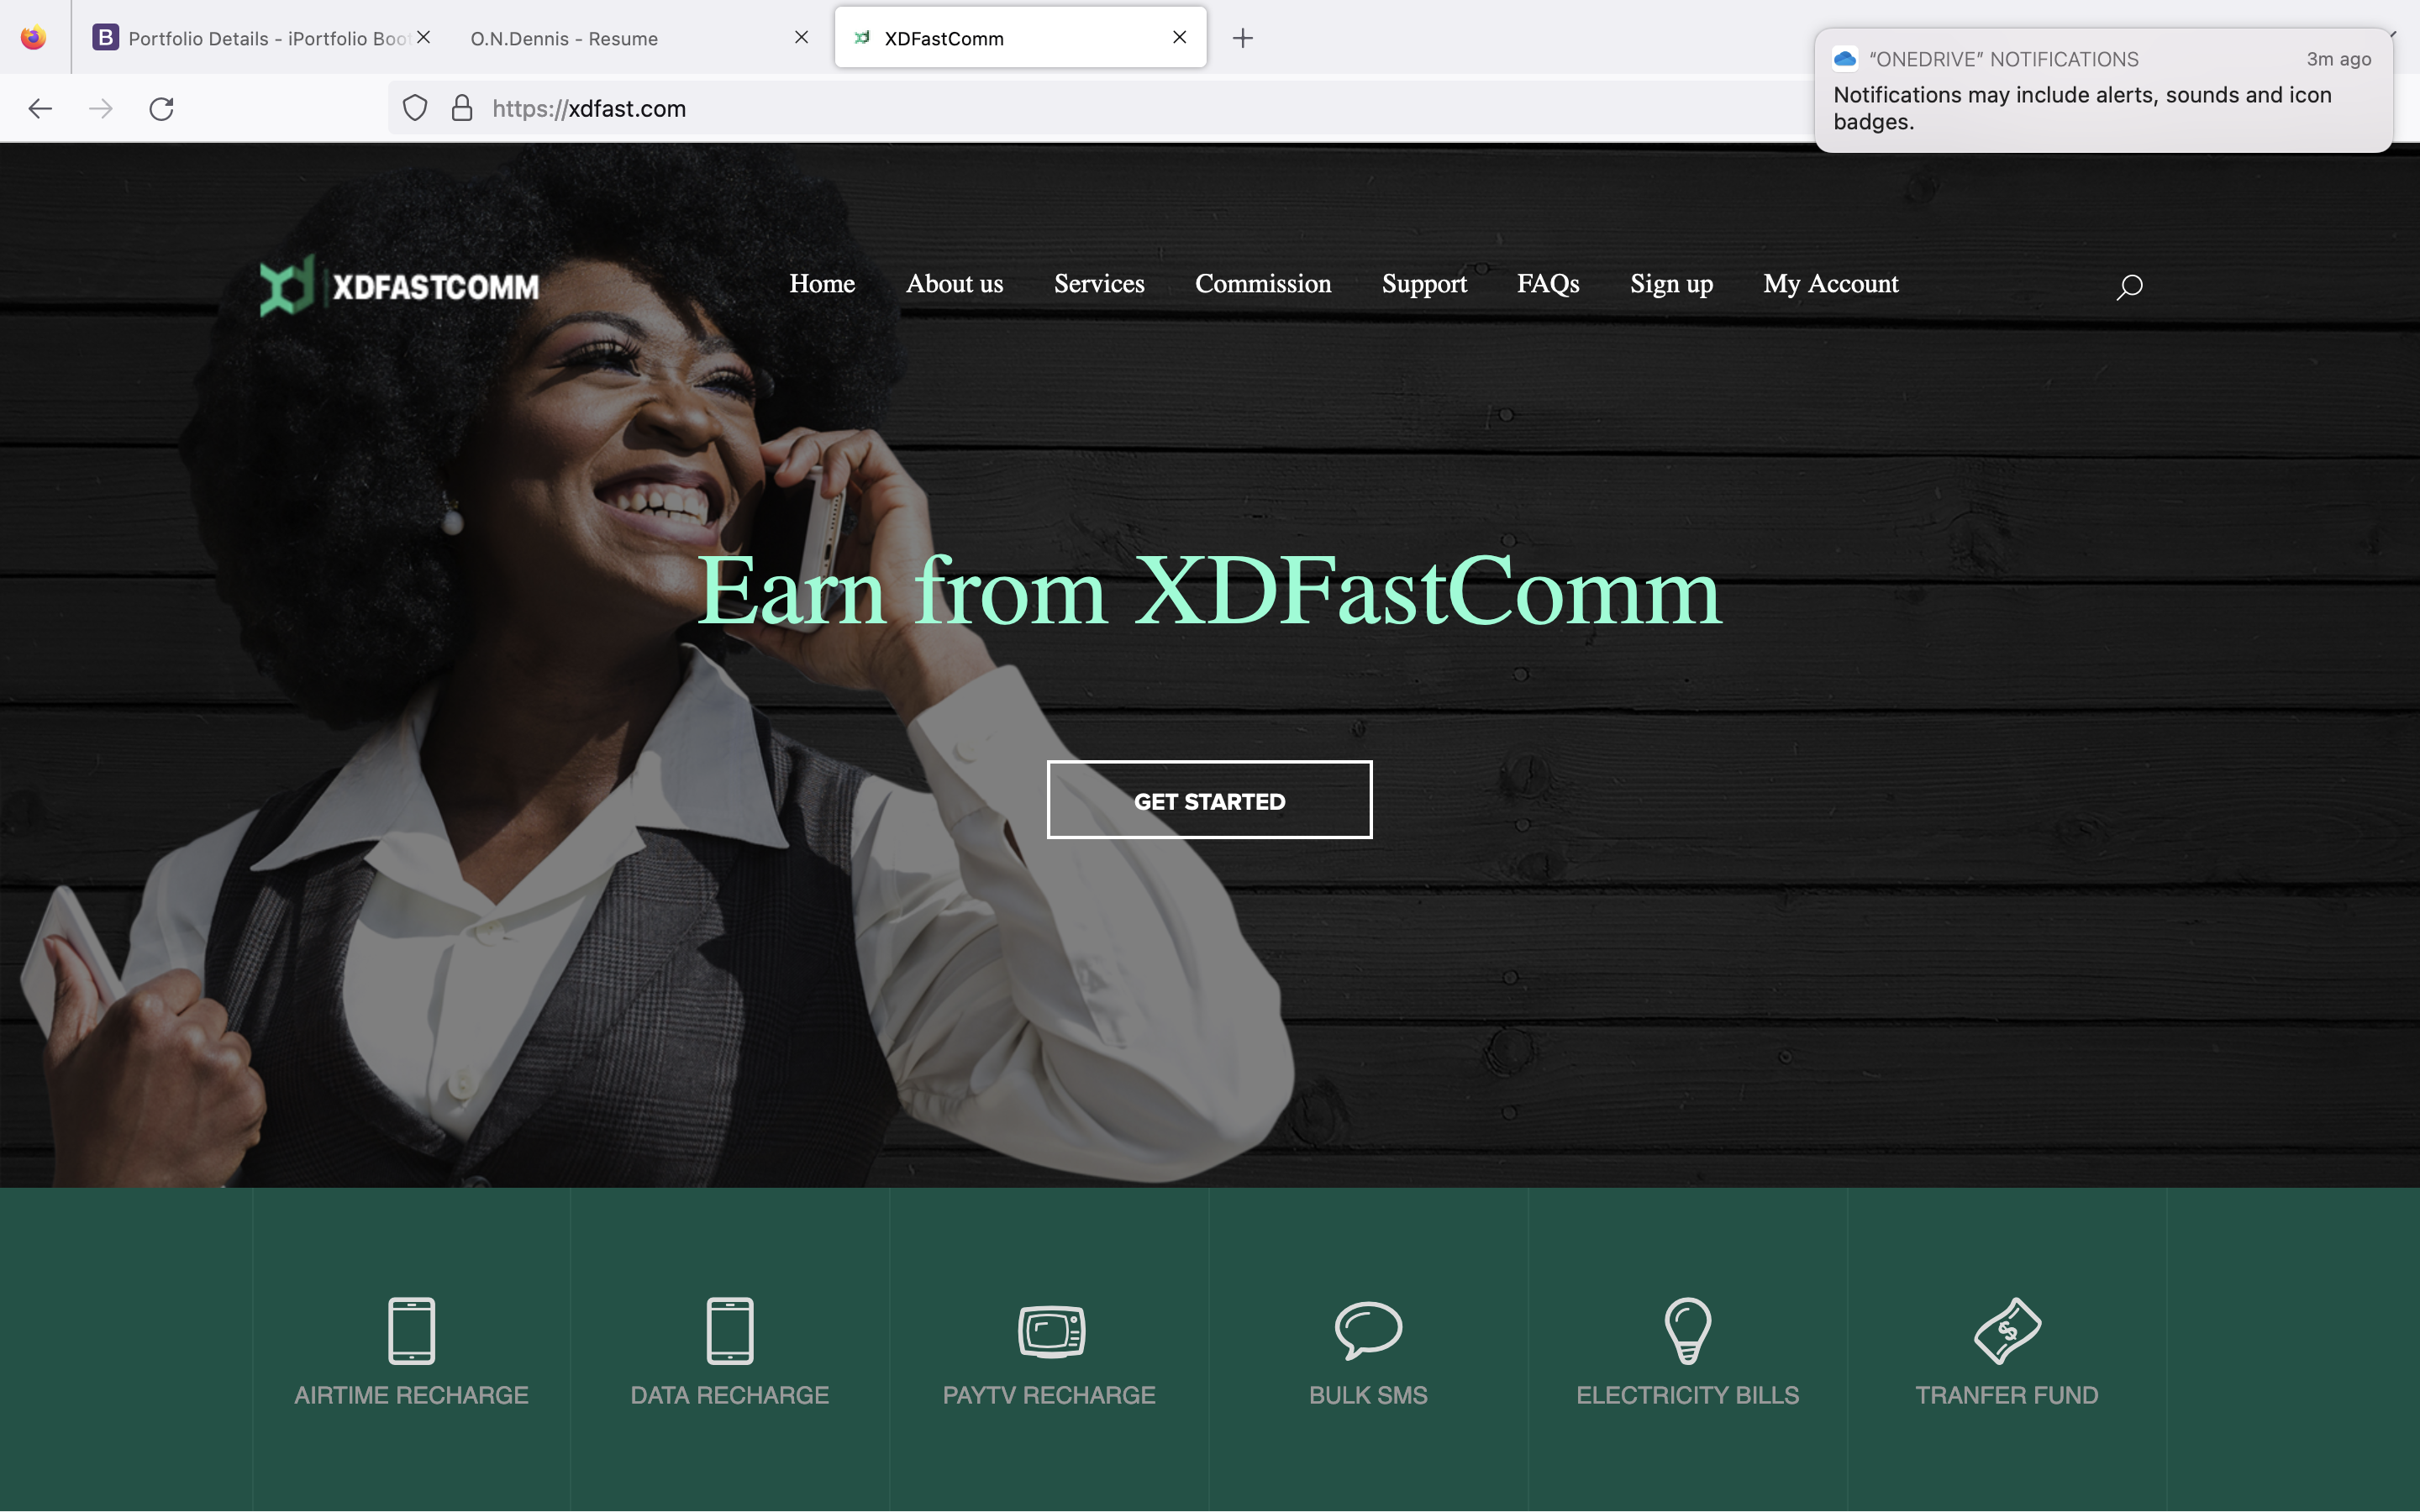 Portfolio Details - iPortfolio Boot
O.N.Dennis - Resume
XDFastComm
"ONEDRIVE" NOTIFICATIONS
3m ago
Notifications may include alerts, sounds and icon
badges.
https://xdfast.com
XDFASTCOMM
Home
About us
Services
Commission
Support
FAQs
Sign up
My Account
Earn from XDFastComm
GET STARTED
AIRTIME RECHARGE
DATA RECHARGE
PAYTV RECHARGE
BULK SMS
ELECTRICITY BILLS
TRANFER FUND